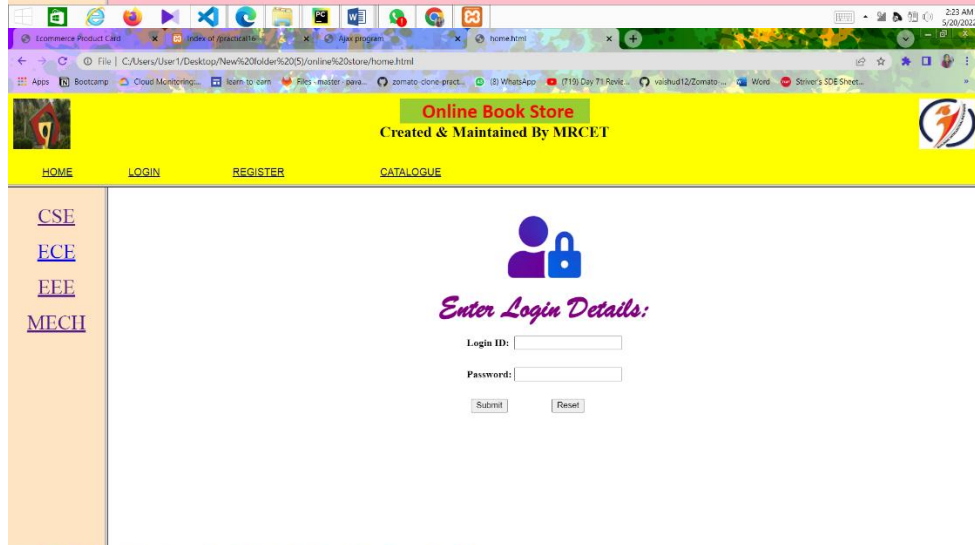 2:23 AM
5/20/2022
Ecommerce Product Card
Index of /practical16
Ajax program
home.html
File | C:/Users/User1/Desktop/New%20folder%20(5)/online%20store/home.html
Apps Bootcamp Cloud Monitoring:... learn to earn Files · master · pava... zomato-clone-pract... (8) WhatsApp (719) Day 71 Revie... vaishud12/Zomato-... Word Striver's SDE Sheet...
Online Book Store
Created & Maintained By MRCET
HOME LOGIN REGISTER CATALOGUE
CSE
ECE
EEE
MECH
Enter Login Details:
Login ID:
Password:
Submit Reset